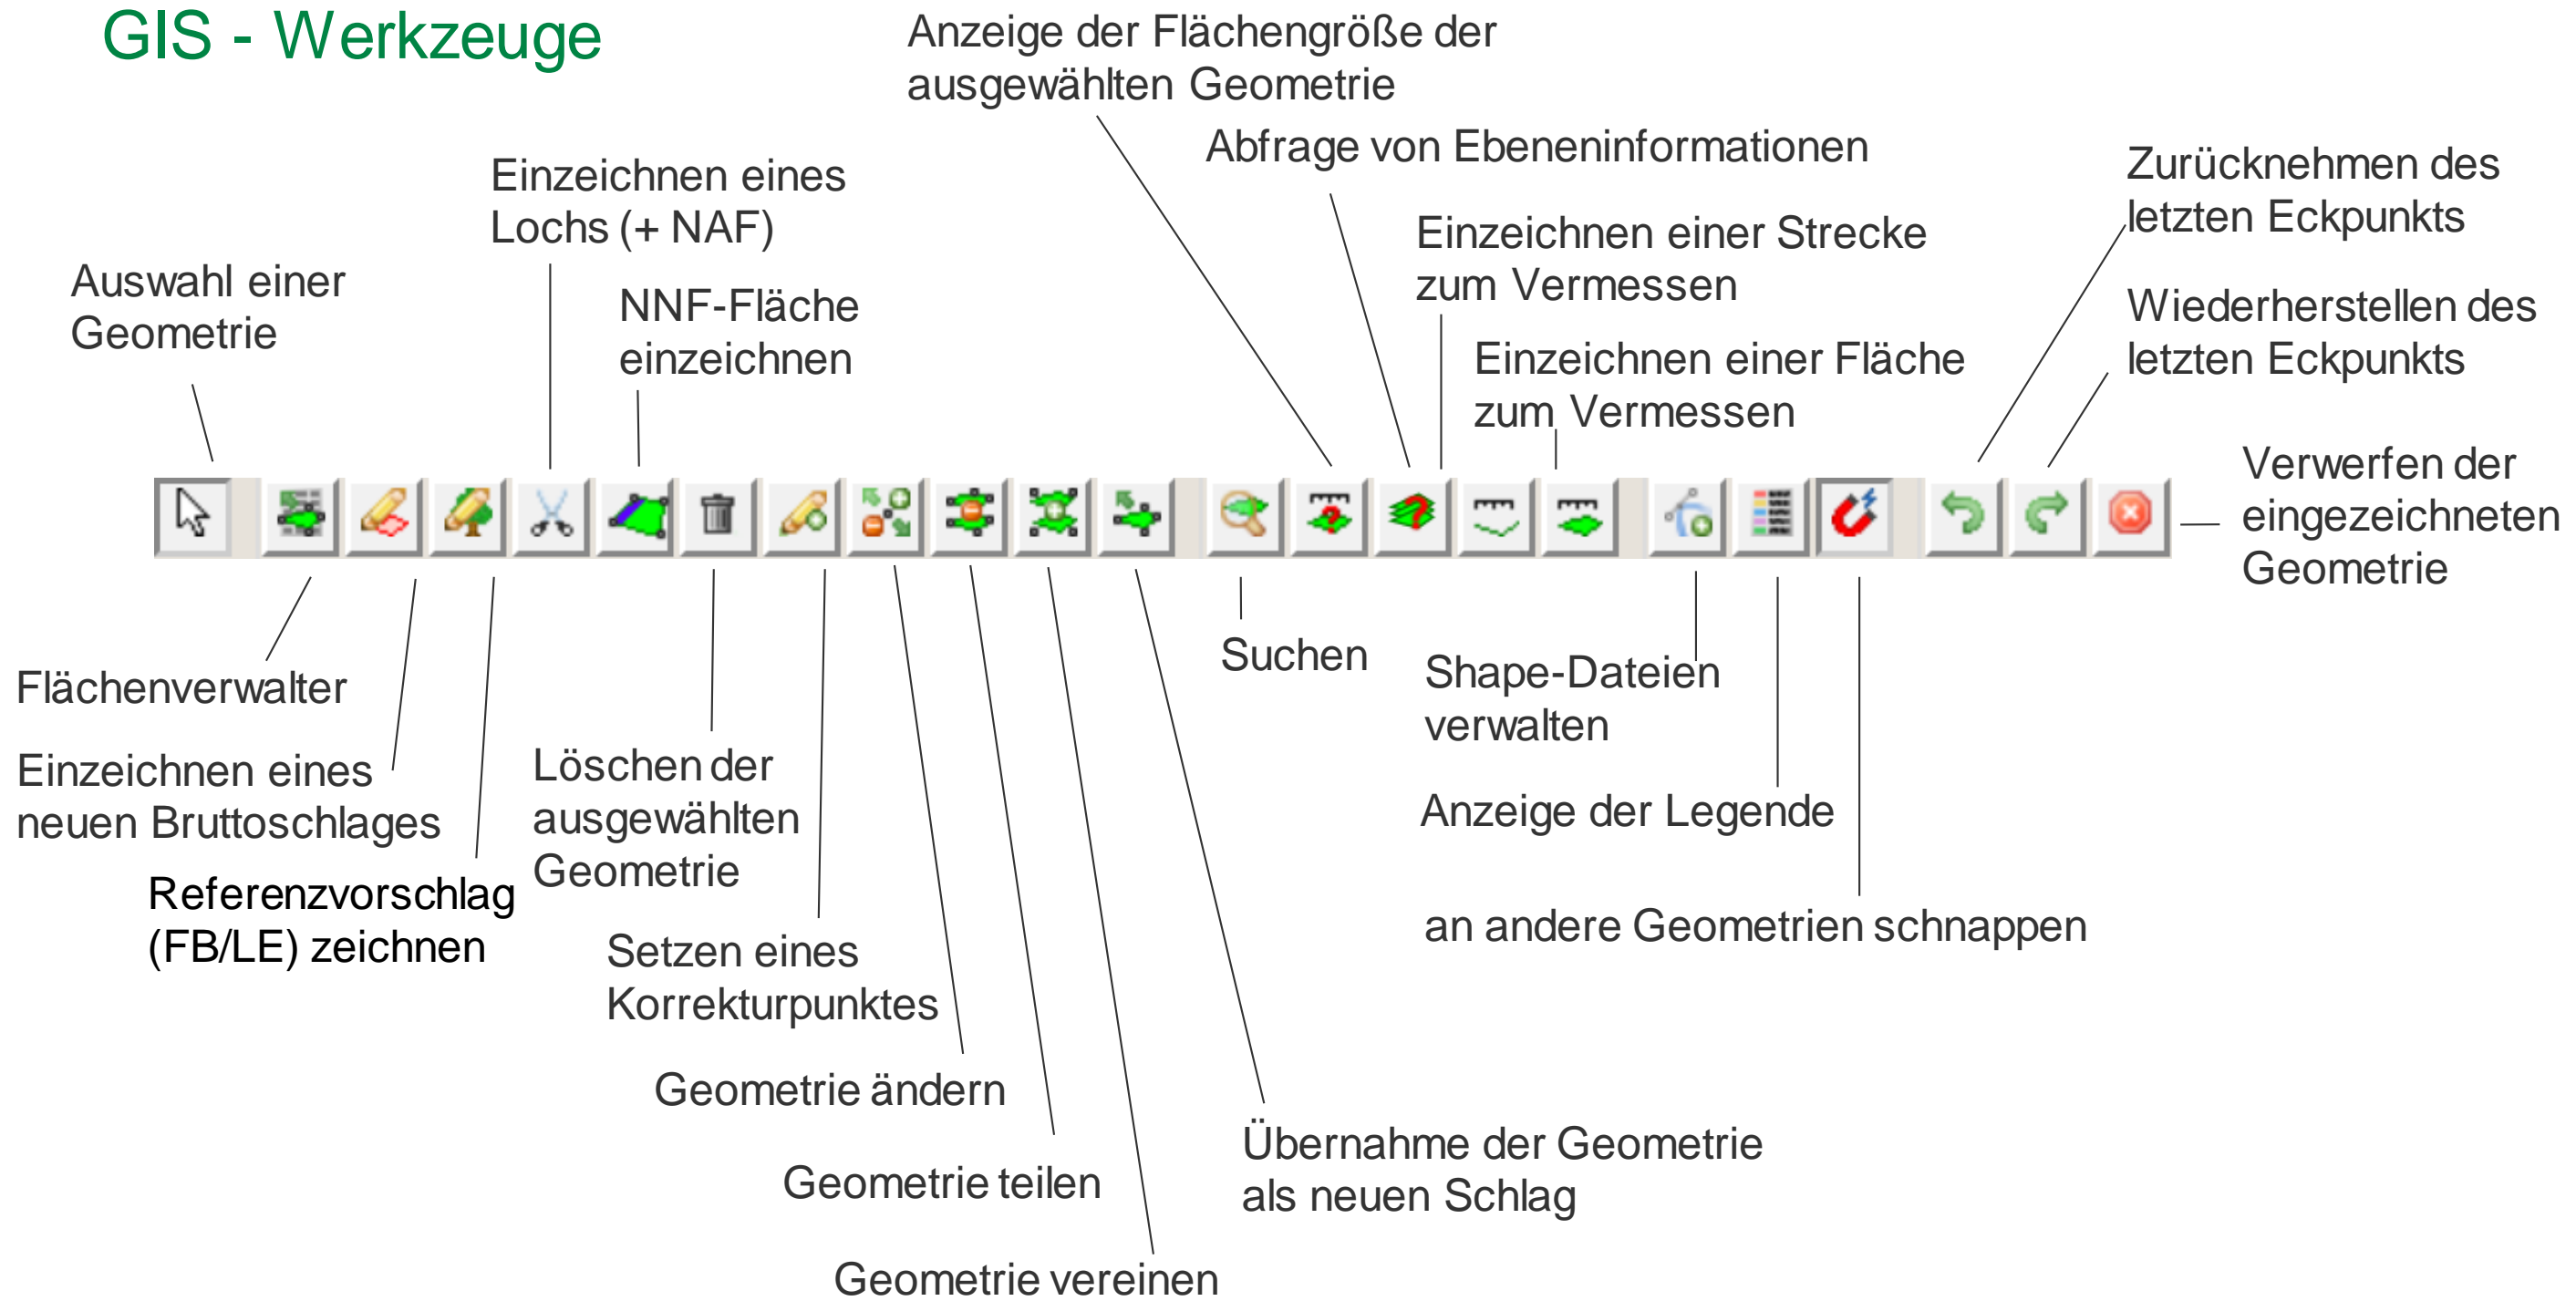 GIS - Werkzeuge
Anzeige der Flächengröße der
ausgewählten Geometrie
Abfrage von Ebeneninformationen
Zurücknehmen des
letzten Eckpunkts
Einzeichnen eines
Lochs (+ NAF)
Einzeichnen einer Strecke
zum Vermessen
Auswahl einer
Geometrie
NNF-Fläche
einzeichnen
Wiederherstellen des
letzten Eckpunkts
Einzeichnen einer Fläche
zum Vermessen
Verwerfen der
eingezeichneten
Geometrie
Flächenverwalter
Suchen
Shape-Dateien
verwalten
Einzeichnen eines
neuen Bruttoschlages
Löschen der
ausgewählten
Geometrie
Anzeige der Legende
Referenzvorschlag
(FB/LE) zeichnen
an andere Geometrien schnappen
Setzen eines
Korrekturpunktes
Geometrie ändern
Übernahme der Geometrie
als neuen Schlag
Geometrie teilen
Geometrie vereinen